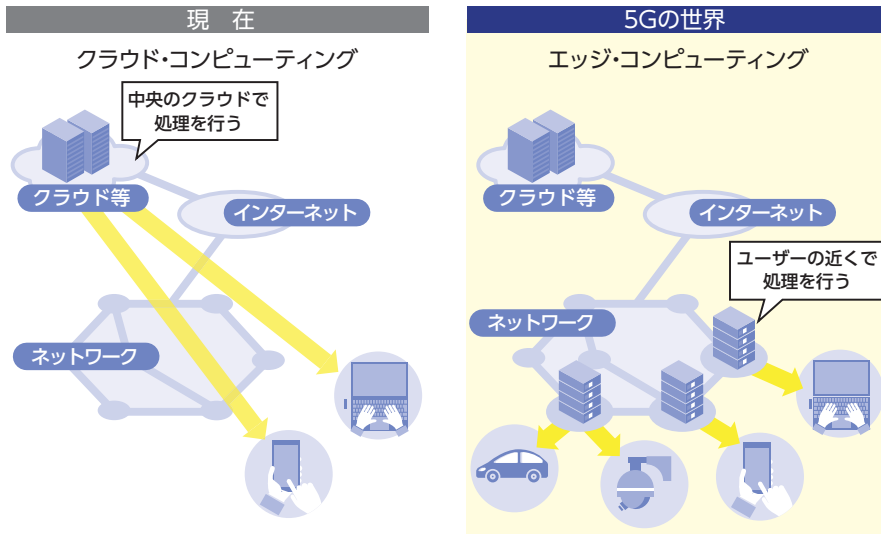 現　在
クラウド・コンピューティング
中央のクラウドで
処理を行う
クラウド等
インターネット
ネットワーク
5Gの世界
エッジ・コンピューティング
クラウド等
インターネット
ユーザーの近くで
処理を行う
ネットワーク